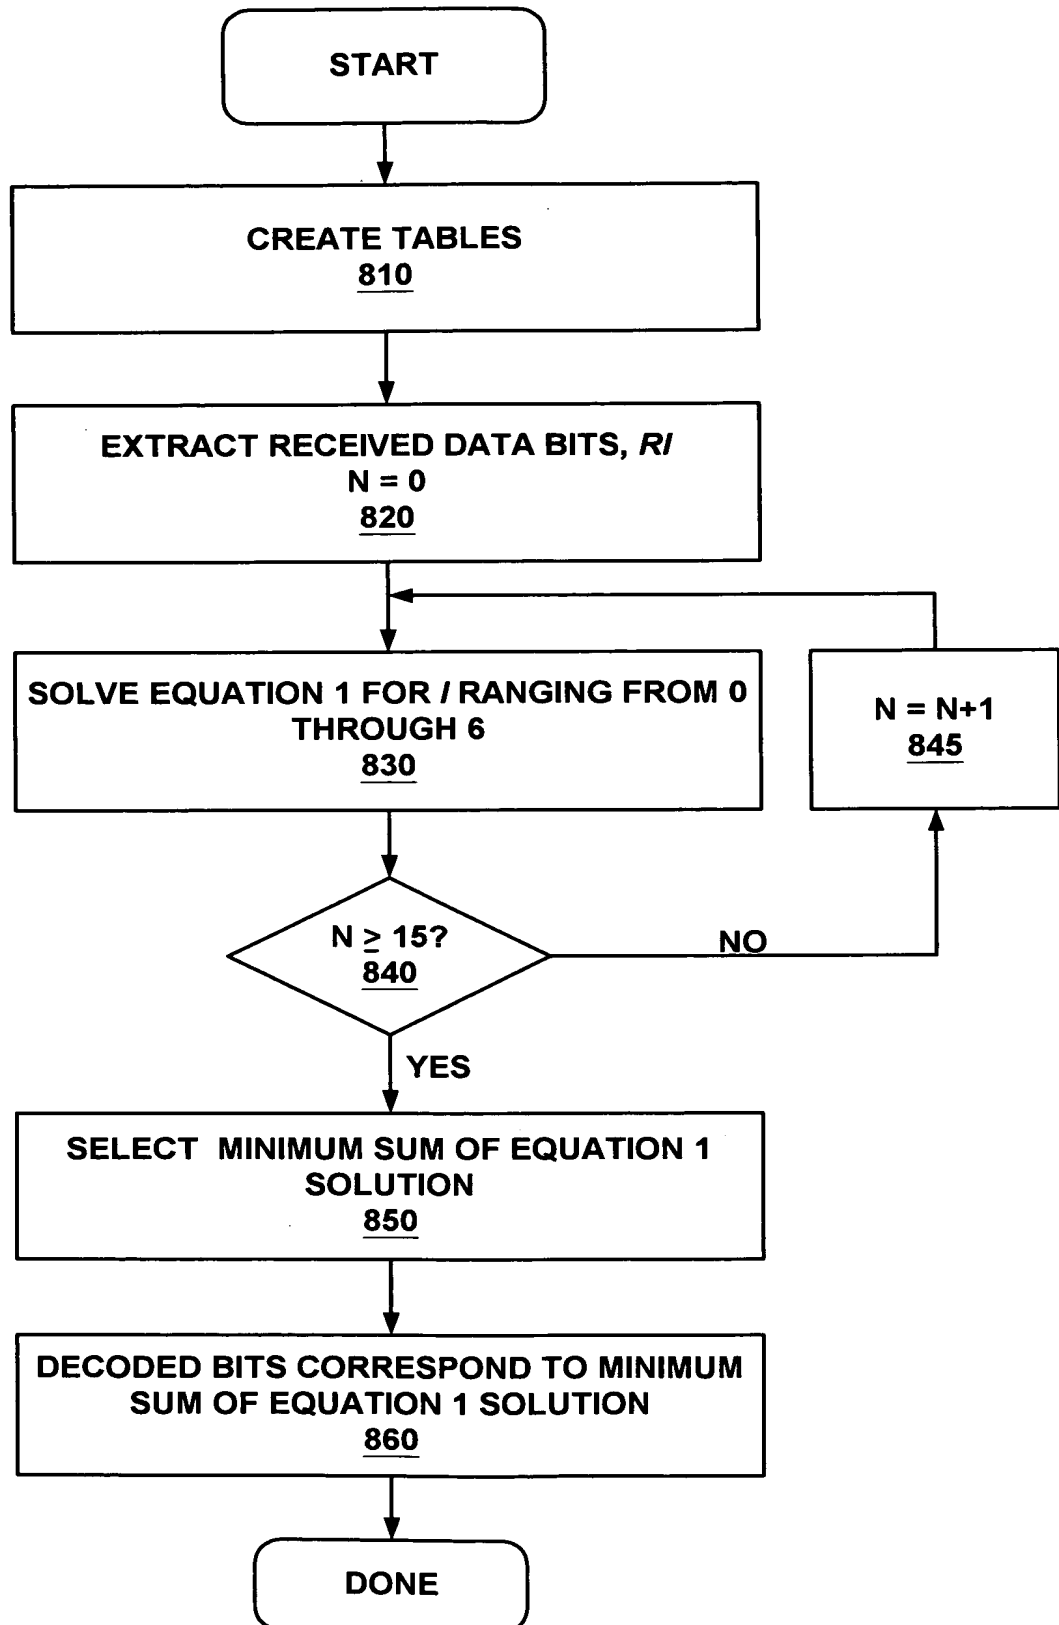 START
CREATE TABLES
810
EXTRACT RECEIVED DATA BITS, RI
N = 0
820
SOLVE EQUATION 1 FOR I RANGING FROM 0
THROUGH 6
830
N = N+1
845
N ≥ 15?
840
NO
YES
SELECT MINIMUM SUM OF EQUATION 1
SOLUTION
850
DECODED BITS CORRESPOND TO MINIMUM
SUM OF EQUATION 1 SOLUTION
860
DONE